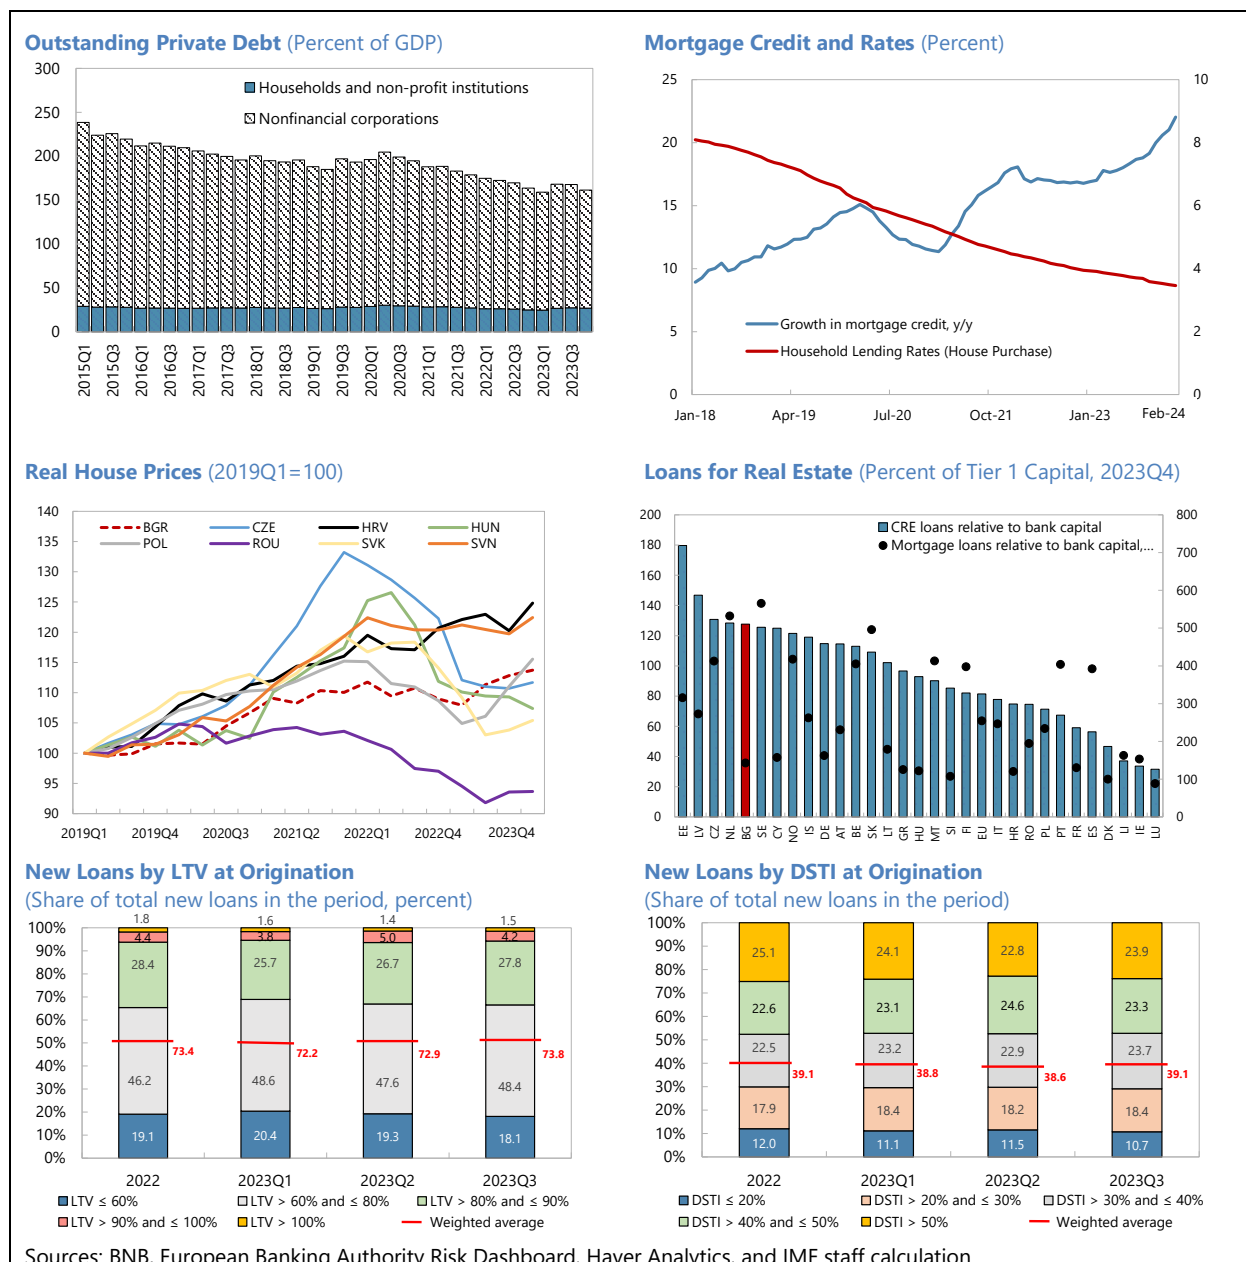 Outstanding Private Debt (Percent of GDP)
300
250
200
150
100
50
0
Households and non-profit institutions
Nonfinancial corporations
2015Q1
2015Q3
2016Q1
2016Q3
2017Q1
2017Q3
2018Q1
2018Q3
2019Q1
2019Q3
2020Q1
2020Q3
2021Q1
2021Q3
2022Q1
2022Q3
2023Q1
2023Q3
Mortgage Credit and Rates (Percent)
25
20
15
10
5
0
10
8
6
4
2
0
Growth in mortgage credit, y/y
Household Lending Rates (House Purchase)
Jan-18 Apr-19 Jul-20 Oct-21 Jan-23 Feb-24
Real House Prices (2019Q1=100)
140
135
130
125
120
115
110
105
100
95
90
BGR CZE HRV HUN
POL ROU SVK SVN
2019Q1 2019Q4 2020Q3 2021Q2 2022Q1 2022Q4 2023Q4
Loans for Real Estate (Percent of Tier 1 Capital, 2023Q4)
200
180
160
140
120
100
80
60
40
20
0
800
700
600
500
400
300
200
100
0
CRE loans relative to bank capital
Mortgage loans relative to bank capital,...
EE LV CZ NL BG SE CY NO IS DE AT BE SK LT GR HU MT SI FI EU IT HR RO PL PT FR ES DK LI IE LU
New Loans by LTV at Origination
(Share of total new loans in the period, percent)
100%
90%
80%
70%
60%
50%
40%
30%
20%
10%
0%
1.8 1.6 1.4 1.5
4.4 3.8 5.0 4.2
28.4 25.7 26.7 27.8
73.4 72.2 72.9 73.8
46.2 48.6 47.6 48.4
19.1 20.4 19.3 18.1
2022 2023Q1 2023Q2 2023Q3
LTV ≤ 60% LTV > 60% and ≤ 80% LTV > 80% and ≤ 90%
LTV > 90% and ≤ 100% LTV > 100% Weighted average
New Loans by DSTI at Origination
(Share of total new loans in the period)
100%
90%
80%
70%
60%
50%
40%
30%
20%
10%
0%
25.1 24.1 22.8 23.9
22.6 23.1 24.6 23.3
22.5 23.2 22.9 23.7
39.1 38.8 38.6 39.1
17.9 18.4 18.2 18.4
12.0 11.1 11.5 10.7
2022 2023Q1 2023Q2 2023Q3
DSTI ≤ 20% DSTI > 20% and ≤ 30% DSTI > 30% and ≤ 40%
DSTI > 40% and ≤ 50% DSTI > 50% Weighted average
Sources: BNB, European Banking Authority Risk Dashboard, Haver Analytics, and IMF staff calculation